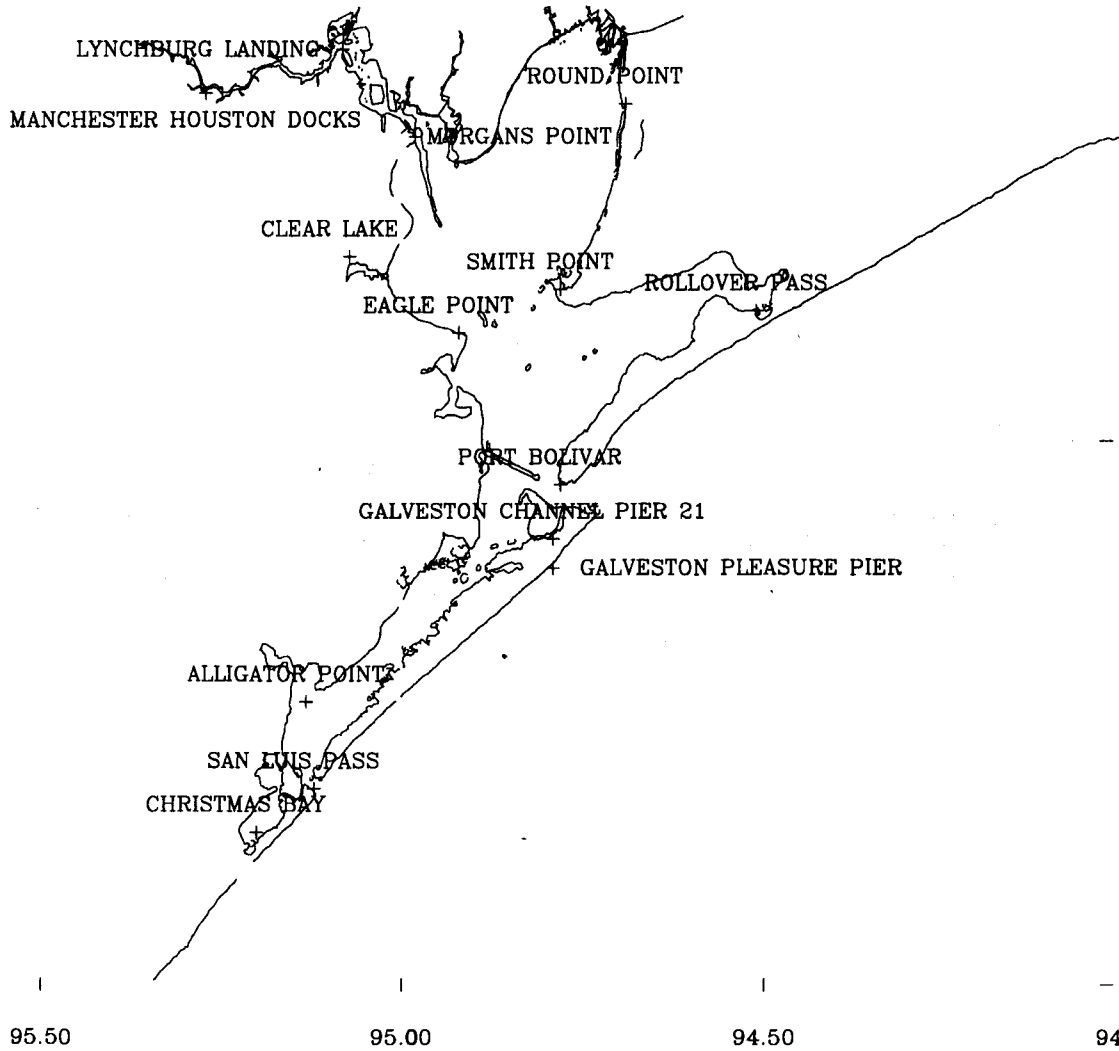 LYNCHBURG LANDING
ROUND POINT
MANCHESTER HOUSTON DOCKS
MORGANS POINT
CLEAR LAKE
SMITH POINT
ROLLOVER PASS
EAGLE POINT
PORT BOLIVAR
GALVESTON CHANNEL PIER 21
GALVESTON PLEASURE PIER
ALLIGATOR POINT
SAN LUIS PASS
CHRISTMAS BAY
95.50 95.00 94.50 94